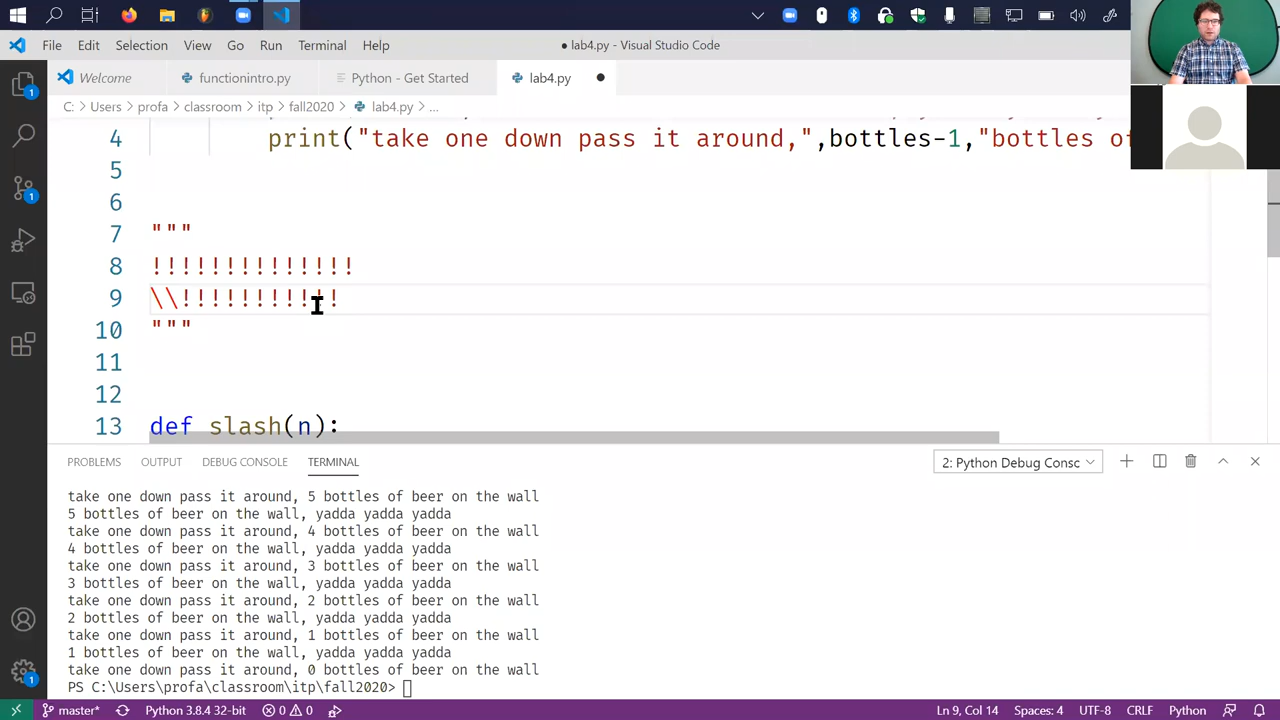 File Edit Selection View Go Run Terminal Help
● lab4.py - Visual Studio Code
Welcome functionintro.py Python - Get Started lab4.py ●
C: > Users > profa > classroom > itp > fall2020 > lab4.py > ...
4 print("take one down pass it around,",bottles-1,"bottles of
5
6
7 """
8 !!!!!!!!!!!!!!
9 \\!!!!!!!!!!!
10 """
11
12
13 def slash(n):
PROBLEMS OUTPUT DEBUG CONSOLE TERMINAL
2: Python Debug Consc
take one down pass it around, 5 bottles of beer on the wall
5 bottles of beer on the wall, yadda yadda yadda
take one down pass it around, 4 bottles of beer on the wall
4 bottles of beer on the wall, yadda yadda yadda
take one down pass it around, 3 bottles of beer on the wall
3 bottles of beer on the wall, yadda yadda yadda
take one down pass it around, 2 bottles of beer on the wall
2 bottles of beer on the wall, yadda yadda yadda
take one down pass it around, 1 bottles of beer on the wall
1 bottles of beer on the wall, yadda yadda yadda
take one down pass it around, 0 bottles of beer on the wall
PS C:\Users\profa\classroom\itp\fall2020>
master* Python 3.8.4 32-bit 0 0 Ln 9, Col 14 Spaces: 4 UTF-8 CRLF Python